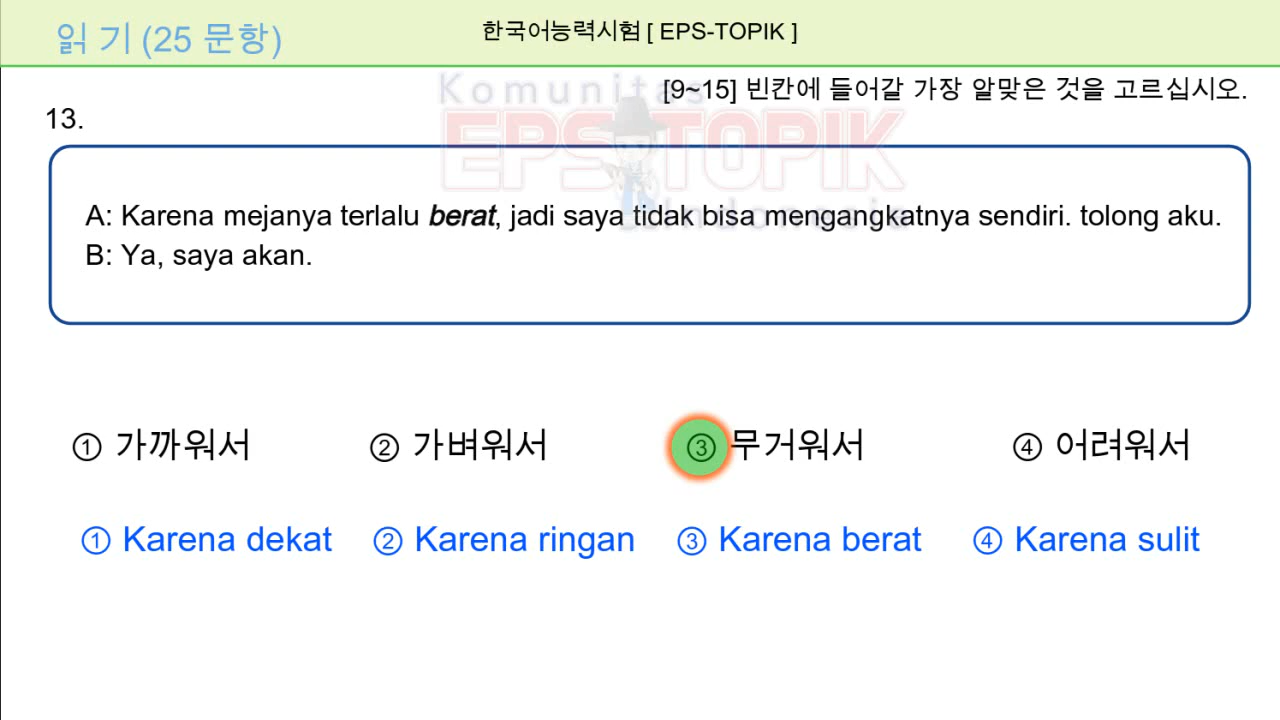 읽 기 (25 문항)
한국어능력시험 [ EPS-TOPIK ]
Komunitas
EPS TOPIK
Indonesia
[9~15] 빈칸에 들어갈 가장 알맞은 것을 고르십시오.
13.
A: Karena mejanya terlalu berat, jadi saya tidak bisa mengangkatnya sendiri. tolong aku.
B: Ya, saya akan.
① 가까워서 ② 가벼워서 ③ 무거워서 ④ 어려워서
① Karena dekat ② Karena ringan ③ Karena berat ④ Karena sulit